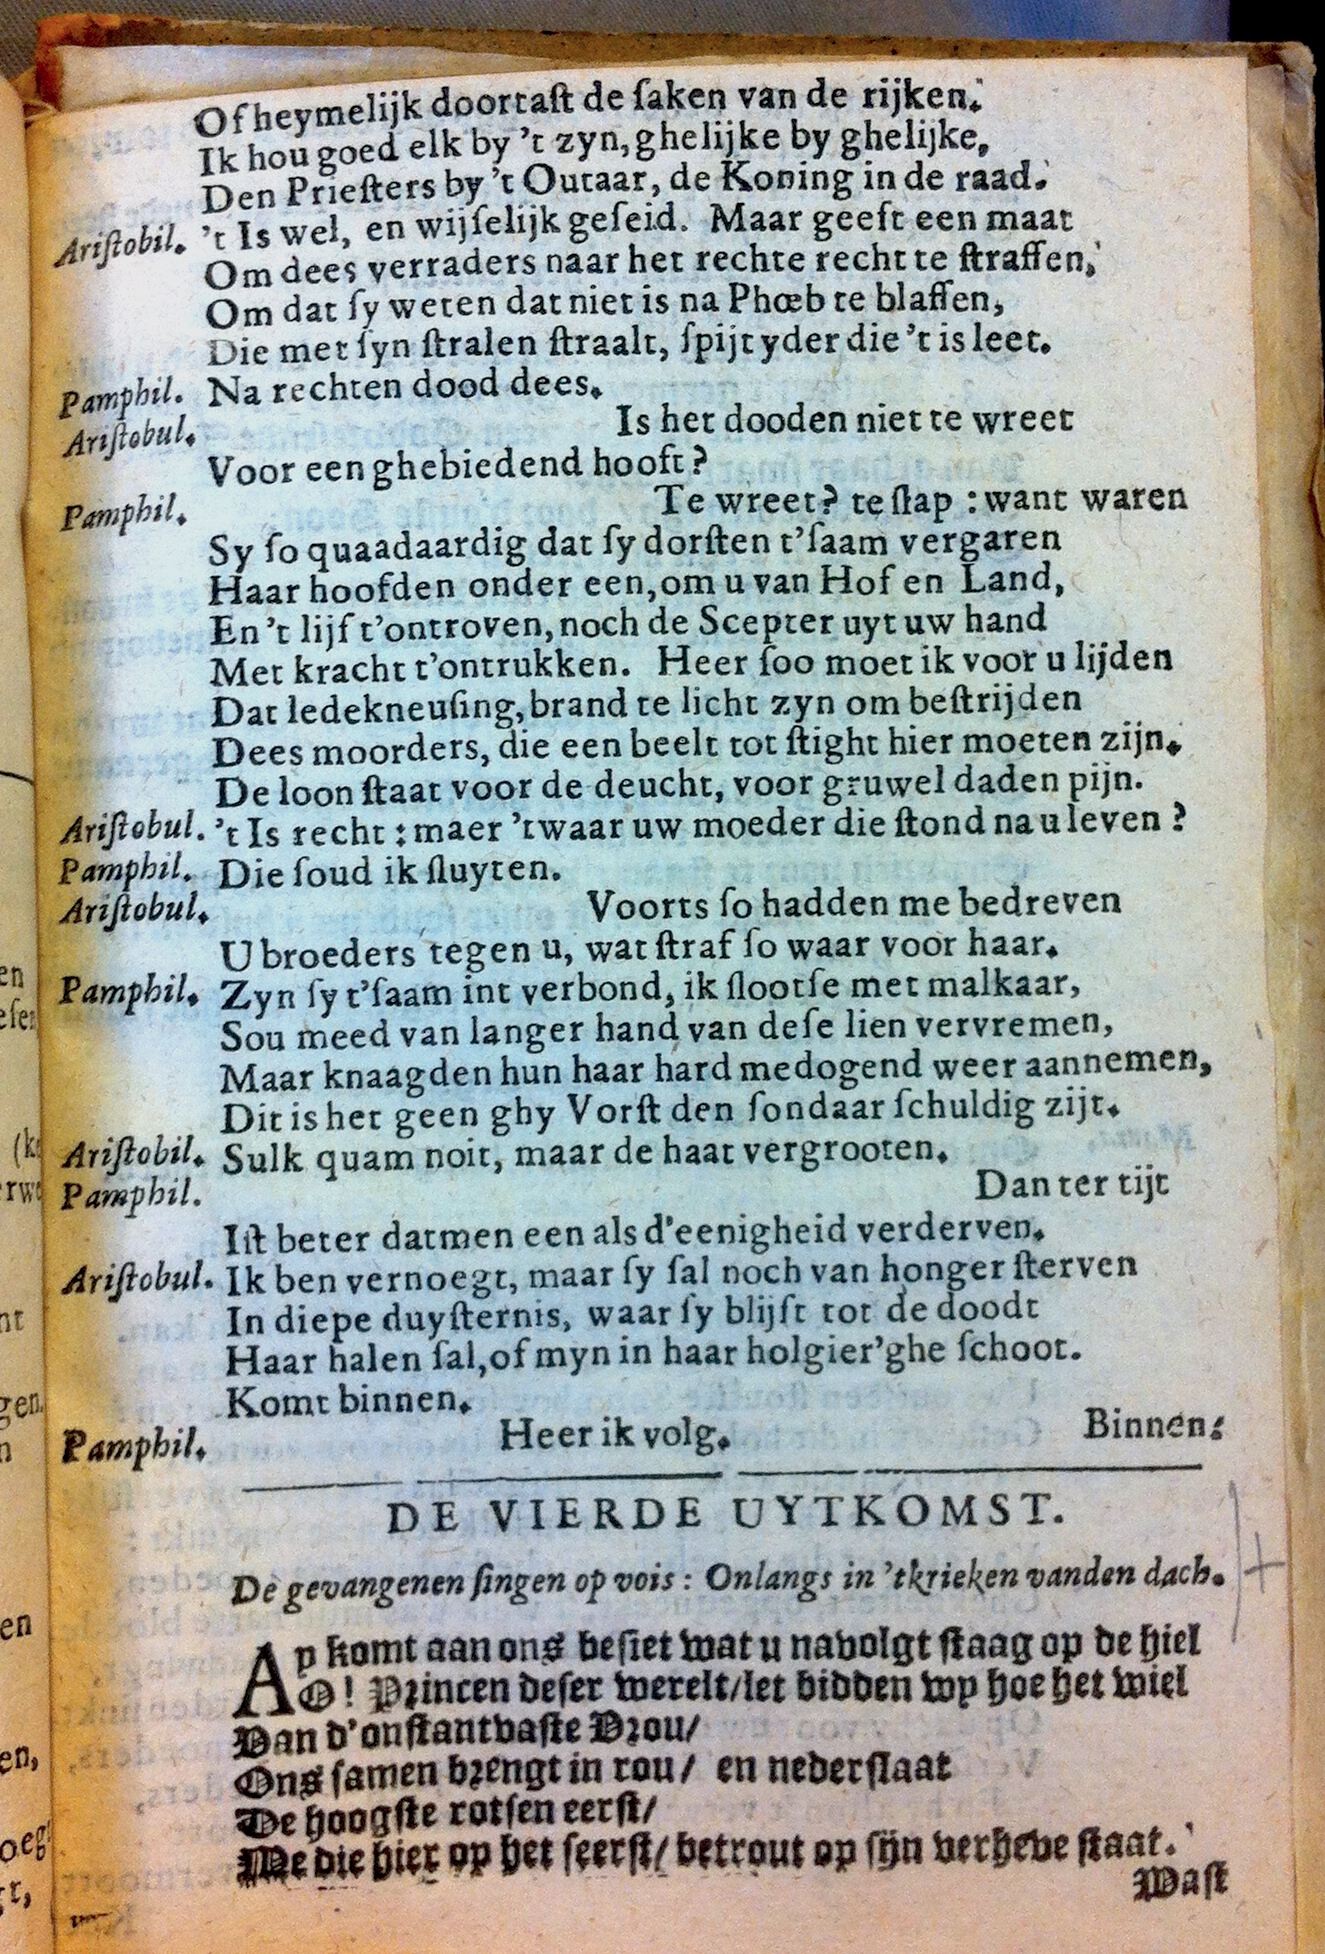 Of heymelijk doortaſt de ſaken van de rijken.
Ik hou goed elk by 't zyn, ghelijke by ghelijke,
Den Prieſters by 't Outaar, de Koning in de raad.
Ariſtobil. 't Is wel, en wijſelijk geſeid. Maar geeft een maat
Om dees verraders naar het rechte recht te ſtraffen,
Om dat ſy weten dat niet is na Phœb te blaffen,
Die met ſyn ſtralen ſtraalt, ſpijt yder die 't is leet.
Pamphil. Na rechten dood dees.
Ariſtobul. Is het dooden niet te wreet
Voor een ghebiedend hooft?
Pamphil. Te wreet? te ſlap : want waren
Sy ſo quaadaardig dat ſy dorſten t'ſaam vergaren
Haar hoofden onder een, om u van Hof en Land,
En 't lijf t'ontroven, noch de Scepter uyt uw hand
Met kracht t'ontrukken. Heer ſoo moet ik voor u lijden
Dat ledekneuſing, brand te licht zyn om beſtrijden
Dees moorders, die een beelt tot ſtight hier moeten zijn.
De loon ſtaat voor de deucht, voor gruwel daden pijn.
Ariſtobul. 't Is recht : maer 't waar uw moeder die ſtond na u leven ?
Pamphil. Die ſoud ik ſluyten.
Ariſtobul. Voorts ſo hadden me bedreven
U broeders tegen u, wat ſtraf ſo waar voor haar.
Pamphil. Zyn ſy t'ſaam int verbond, ik ſlootſe met malkaar,
Sou meed van langer hand van deſe lien vervremen,
Maar knaagden hun haar hard medogend weer aannemen,
Dit is het geen ghy Vorſt den ſondaar ſchuldig zijt.
Ariſtobil. Sulk quam noit, maar de haat vergrooten.
Pamphil. Dan ter tijt
Iſt beter datmen een als d'eenigheid verderven.
Ariſtobul. Ik ben vernoegt, maar ſy ſal noch van honger ſterven
In diepe duyſternis, waar ſy blijft tot de doodt
Haar halen ſal, of myn in haar holgier'ghe ſchoot.
Komt binnen.
Pamphil. Heer ik volg. Binnen.
DE VIERDE UYTKOMST.
De gevangenen ſingen op vois : Onlangs in 't krieken vanden dach.
Ay komt aan ons beſiet wat u navolgt ſtaag op de hiel
O! Princen deſer werelt/ let bidden wy hoe het wiel
Van d'onſtantvaſte Vrou/
Ons ſamen brengt in rou/ en nederſlaat
De hoogſte rotſen eerſt/
Me die hier op het ſeerſt/ betrout op ſijn verheve ſtaat.
Waſt